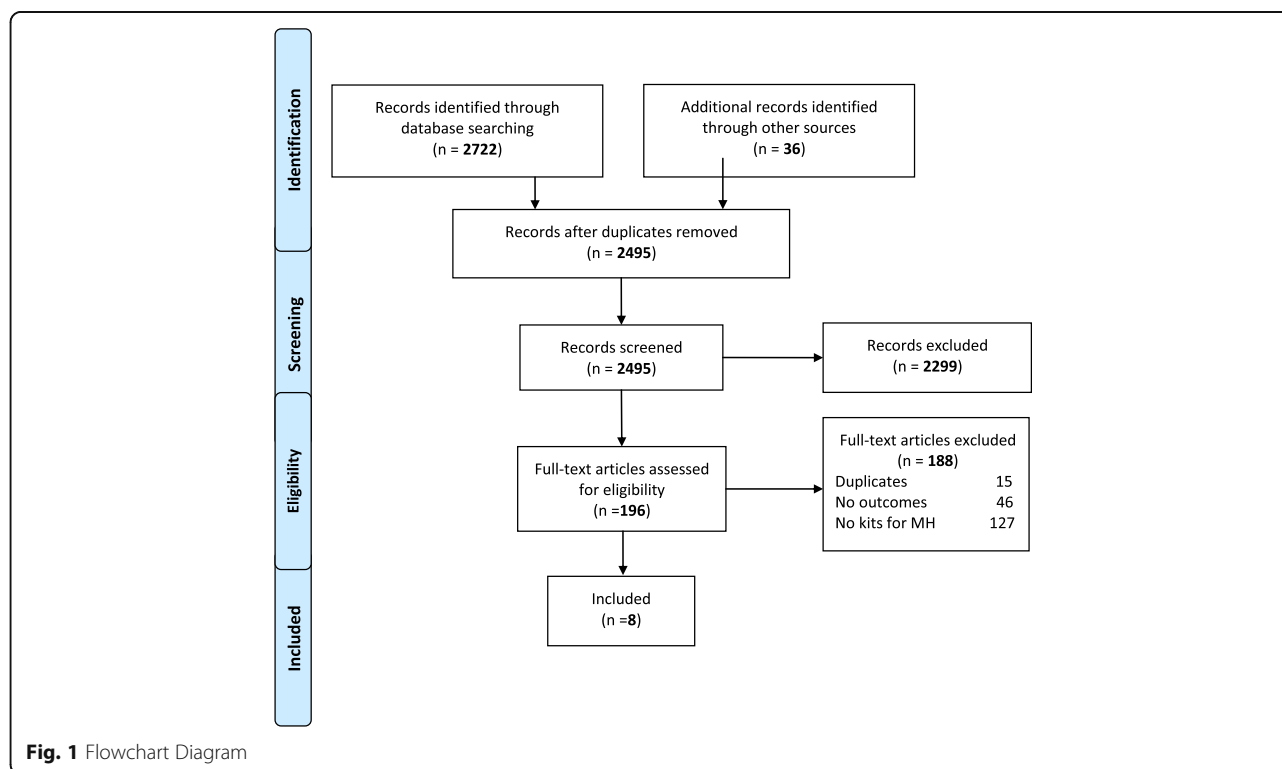 Identification
Records identified through
database searching
(n = 2722)
Additional records identified
through other sources
(n = 36)
Records after duplicates removed
(n = 2495)
Screening
Records screened
(n = 2495)
Records excluded
(n = 2299)
Eligibility
Full-text articles assessed
for eligibility
(n =196)
Full-text articles excluded
(n = 188)
Duplicates 15
No outcomes 46
No kits for MH 127
Included
Included
(n =8)
Fig. 1 Flowchart Diagram